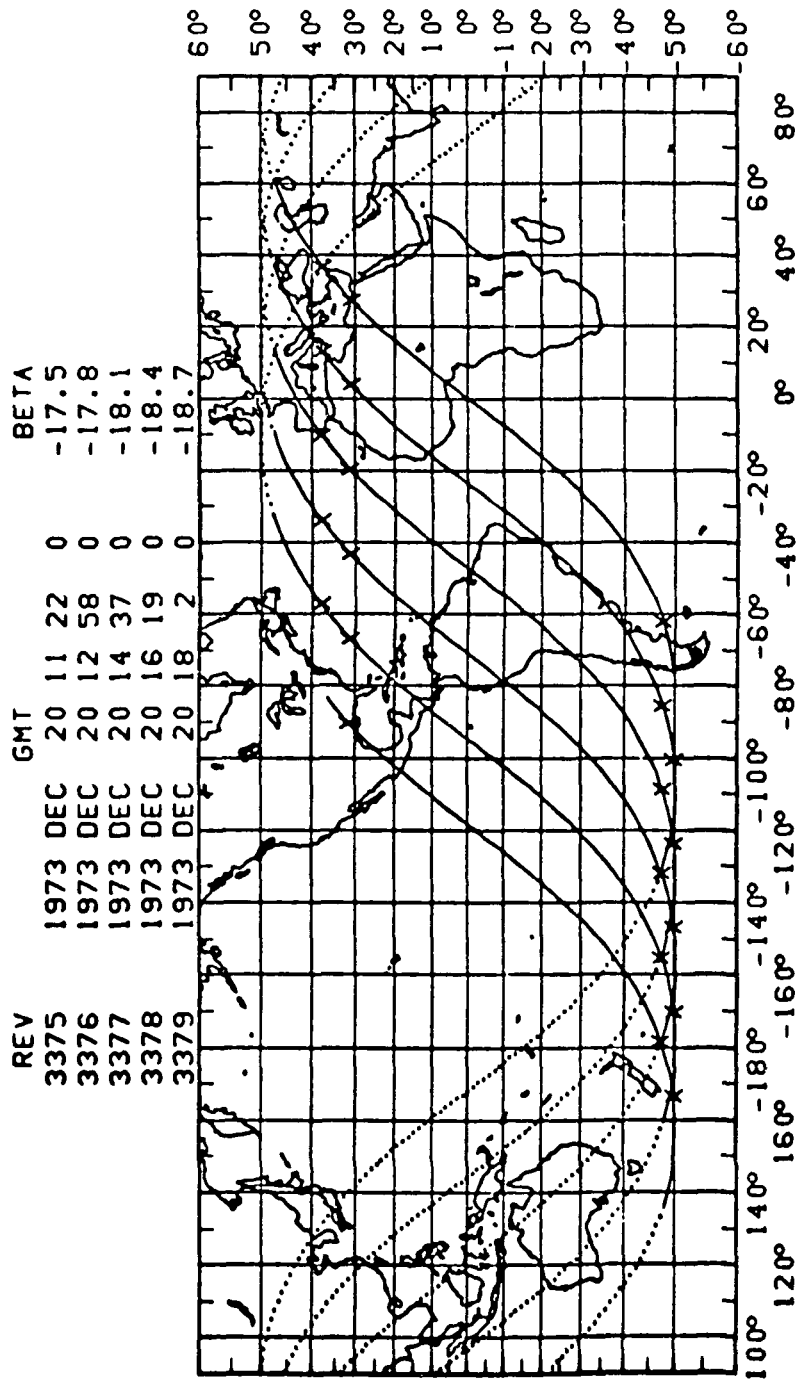 REV GMT BETA
3375 1973 DEC 20 11 22 0 -17.5
3376 1973 DEC 20 12 58 0 -17.8
3377 1973 DEC 20 14 37 0 -18.1
3378 1973 DEC 20 16 19 0 -18.4
3379 1973 DEC 20 18 2 0 -18.7
60°
50°
40°
30°
20°
10°
-10°
-20°
-30°
-40°
-50°
-60°
100° 120° 140° 160° -180° -160° -140° -120° -100° -80° -60° -40° -20° 0° 20° 40° 60° 80°